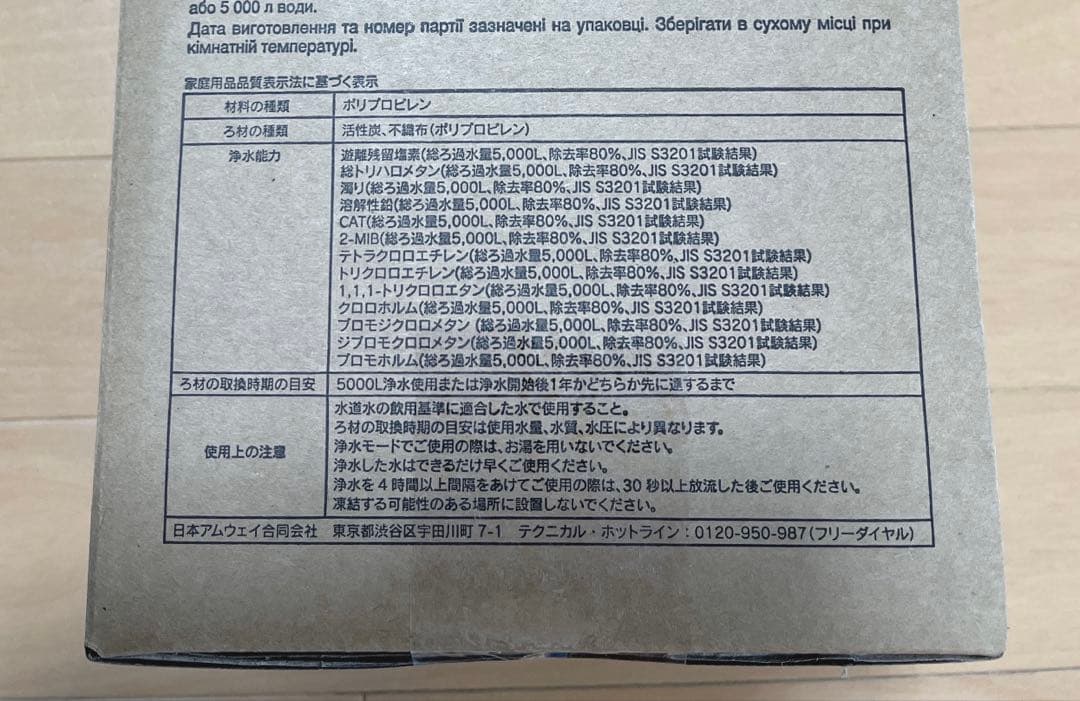 або 5 000 л води.
Дата виготовлення та номер партії зазначені на упаковці. Зберігати в сухому місці при
кімнатній температурі.
家庭用品品質表示法に基づく表示
材料の種類 ポリプロピレン
ろ材の種類 活性炭、不織布(ポリプロピレン)
浄水能力 遊離残留塩素(総ろ過水量5,000L、除去率80%、JIS S3201試験結果)
総トリハロメタン(総ろ過水量5,000L、除去率80%、JIS S3201試験結果)
濁り(総ろ過水量5,000L、除去率80%、JIS S3201試験結果)
溶解性鉛(総ろ過水量5,000L、除去率80%、JIS S3201試験結果)
CAT(総ろ過水量5,000L、除去率80%、JIS S3201試験結果)
2-MIB(総ろ過水量5,000L、除去率80%、JIS S3201試験結果)
テトラクロロエチレン(総ろ過水量5,000L、除去率80%、JIS S3201試験結果)
トリクロロエチレン(総ろ過水量5,000L、除去率80%、JIS S3201試験結果)
1,1,1-トリクロロエタン(総ろ過水量5,000L、除去率80%、JIS S3201試験結果)
クロロホルム(総ろ過水量5,000L、除去率80%、JIS S3201試験結果)
ブロモジクロロメタン (総ろ過水量5,000L、除去率80%、JIS S3201試験結果)
ジブロモクロロメタン(総ろ過水量5,000L、除去率80%、JIS S3201試験結果)
ブロモホルム(総ろ過水量5,000L、除去率80%、JIS S3201試験結果)
ろ材の取換時期の目安 5000L浄水使用または浄水開始後1年かどちらか先に達するまで
使用上の注意 水道水の飲用基準に適合した水で使用すること。
ろ材の取換時期の目安は使用水量、水質、水圧により異なります。
浄水モードでご使用の際は、お湯を用いないでください。
浄水した水はできるだけ早くご使用ください。
浄水を4時間以上間隔をあけてご使用の際は、30秒以上放流した後ご使用ください。
凍結する可能性のある場所に設置しないでください。
日本アムウェイ合同会社 東京都渋谷区宇田川町 7-1 テクニカル・ホットライン：0120-950-987(フリーダイヤル)